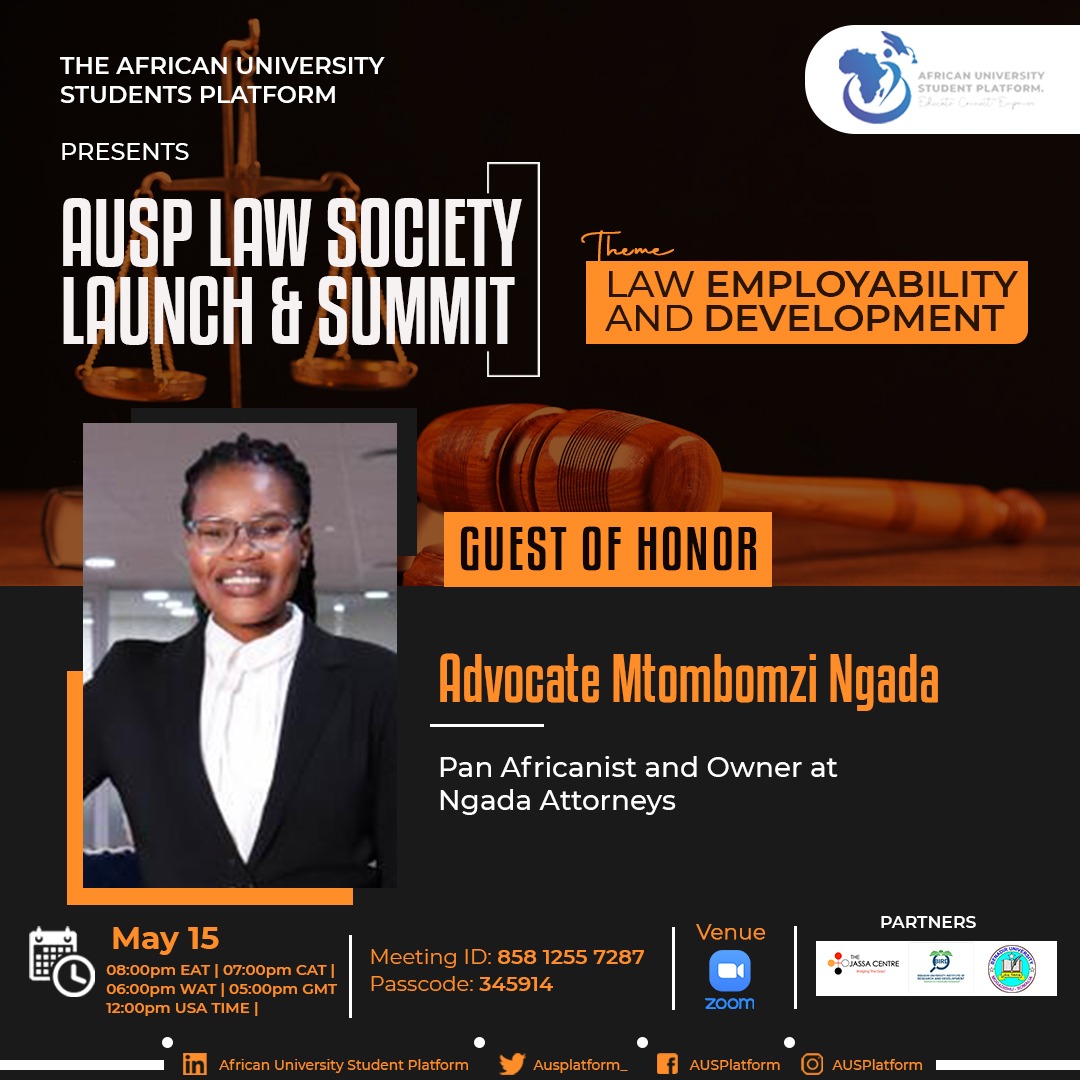 THE AFRICAN UNIVERSITY
STUDENTS PLATFORM
PRESENTS
AUSP LAW SOCIETY
LAUNCH & SUMMIT
AFRICAN UNIVERSITY
STUDENT PLATFORM.
Educate Connect Empower
Theme
LAW EMPLOYABILITY
AND DEVELOPMENT
GUEST OF HONOR
Advocate Mtombomzi Ngada
Pan Africanist and Owner at
Ngada Attorneys
May 15
08:00pm EAT | 07:00pm CAT |
06:00pm WAT | 05:00pm GMT
12:00pm USA TIME |
Meeting ID: 858 1255 7287
Passcode: 345914
Venue
zoom
PARTNERS
THE
JASSA CENTRE
African University Student Platform
Ausplatform_
AUSPlatform
AUSPlatform